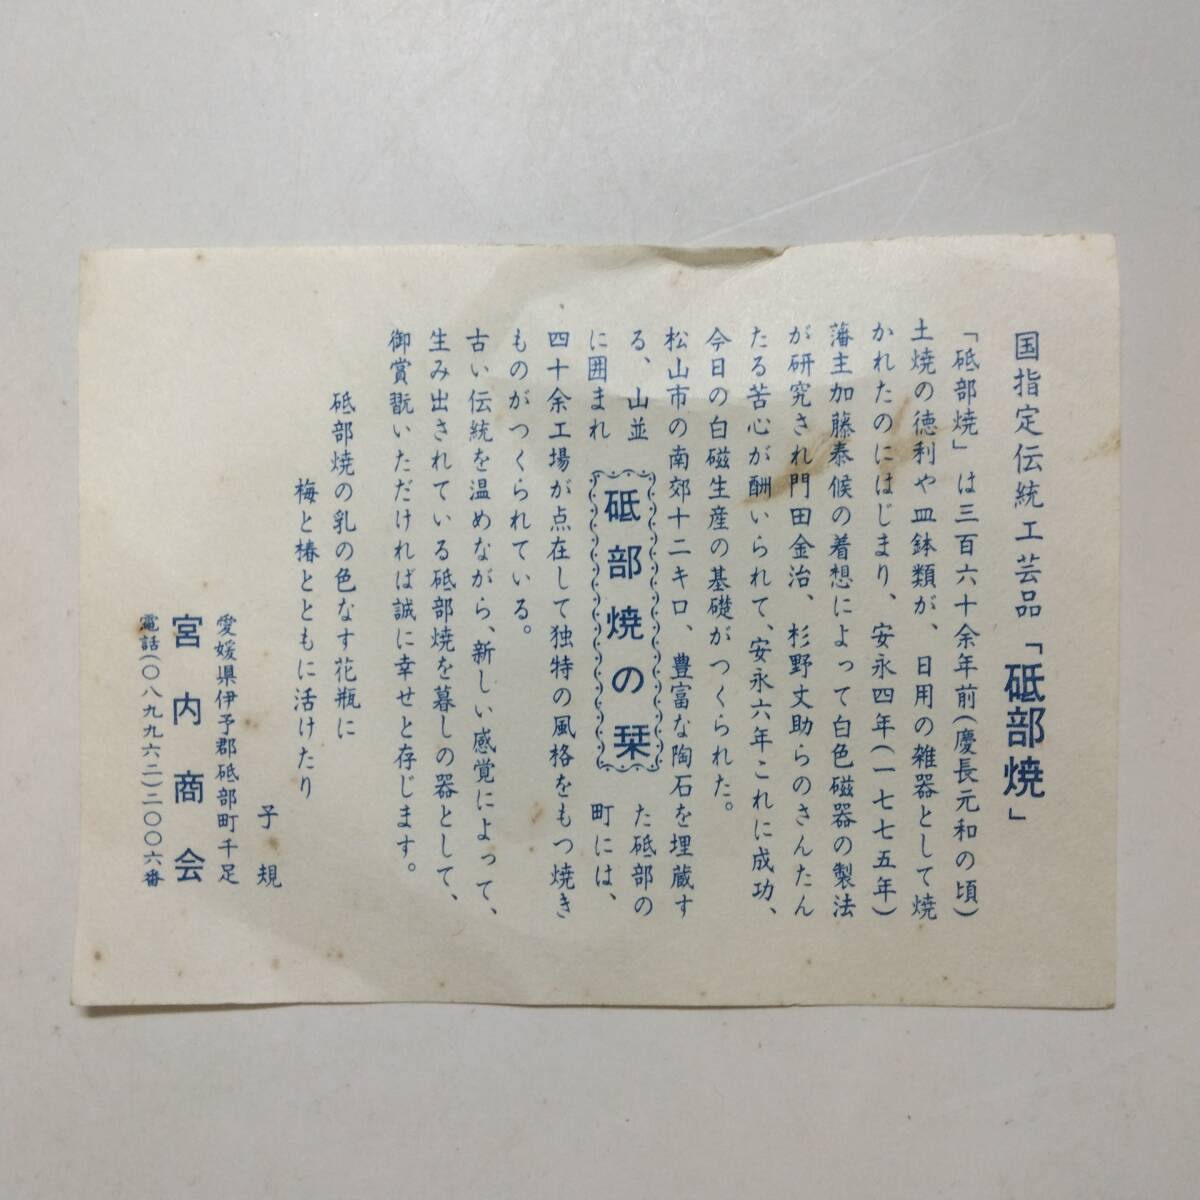 国指定伝統工芸品「砥部焼」
「砥部焼」は三百六十余年前(慶長元和の頃)
土焼の徳利や皿鉢類が、日用の雑器として焼
かれたのにはじまり、安永四年(一七七五年)
藩主加藤泰候の着想によって白色磁器の製法
が研究され門田金治、杉野丈助らのさんたん
たる苦心が酬いられて、安永六年これに成功、
今日の白磁生産の基礎がつくられた。
松山市の南郊十二キロ、豊富な陶石を埋蔵す
る、山並
に囲まれ
砥部焼の栞
た砥部の
町には、
四十余工場が点在して独特の風格をもつ焼き
ものがつくられている。
古い伝統を温めながら、新しい感覚によって、
生み出されている砥部焼を暮しの器として、
御賞翫いただければ誠に幸せと存じます。
砥部焼の乳の色なす花瓶に
梅と椿とともに活けたり
子規
愛媛県伊予郡砥部町千足
宮内商会
電話(〇八九九六二)二〇〇六番